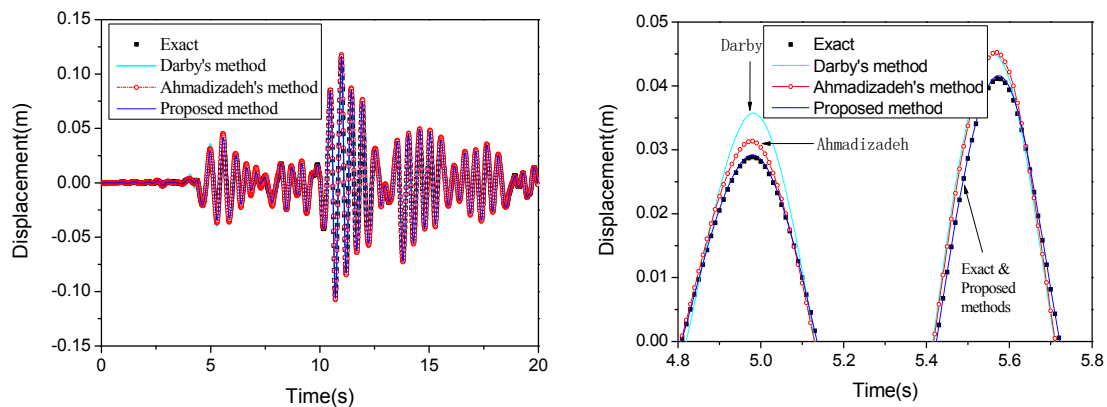 0.15
0.10
0.05
0.00
-0.05
-0.10
-0.15
Displacement(m)
Exact
Darby's method
Ahmadizadeh's method
Proposed method
0
5
10
15
20
Time(s)
0.05
0.04
0.03
0.02
0.01
0.00
Displacement(m)
Darby
Exact
Darby's method
Ahmadizadeh's method
Proposed method
Ahmadizadeh
Exact &
Proposed
methods
4.8
5.0
5.2
5.4
5.6
5.8
Time(s)